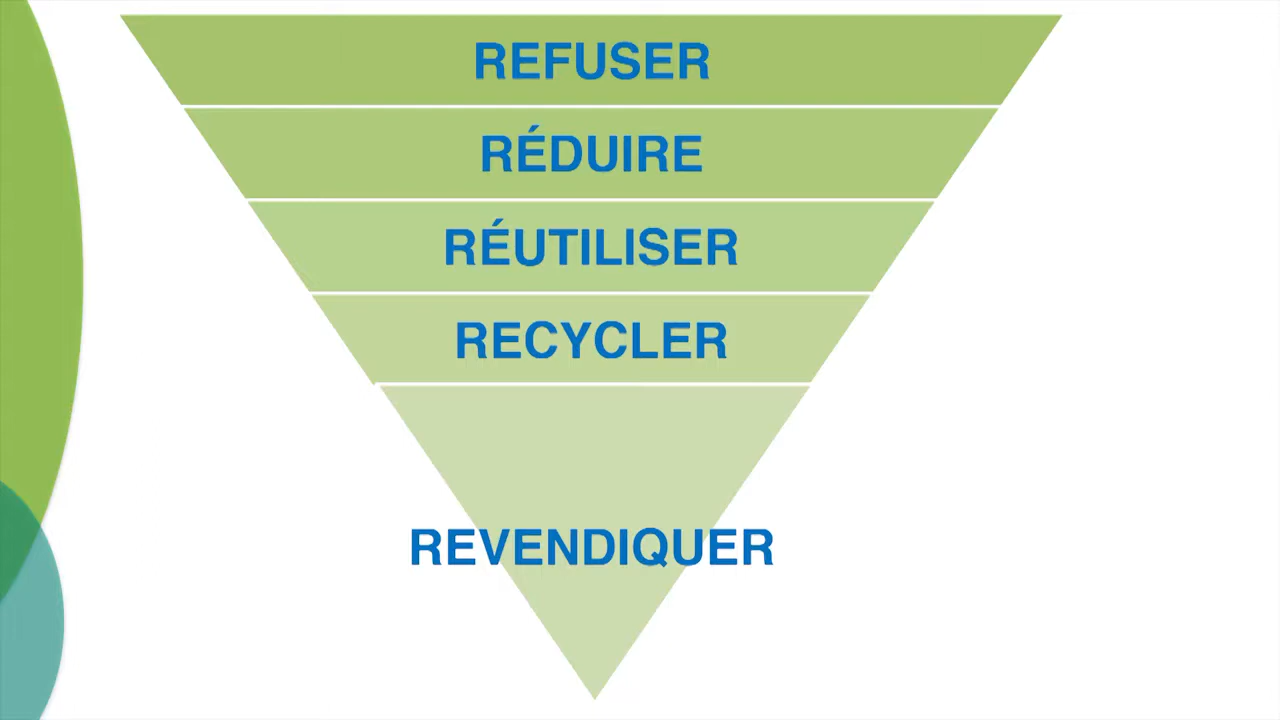 REFUSER
RÉDUIRE
RÉUTILISER
RECYCLER
REVENDIQUER